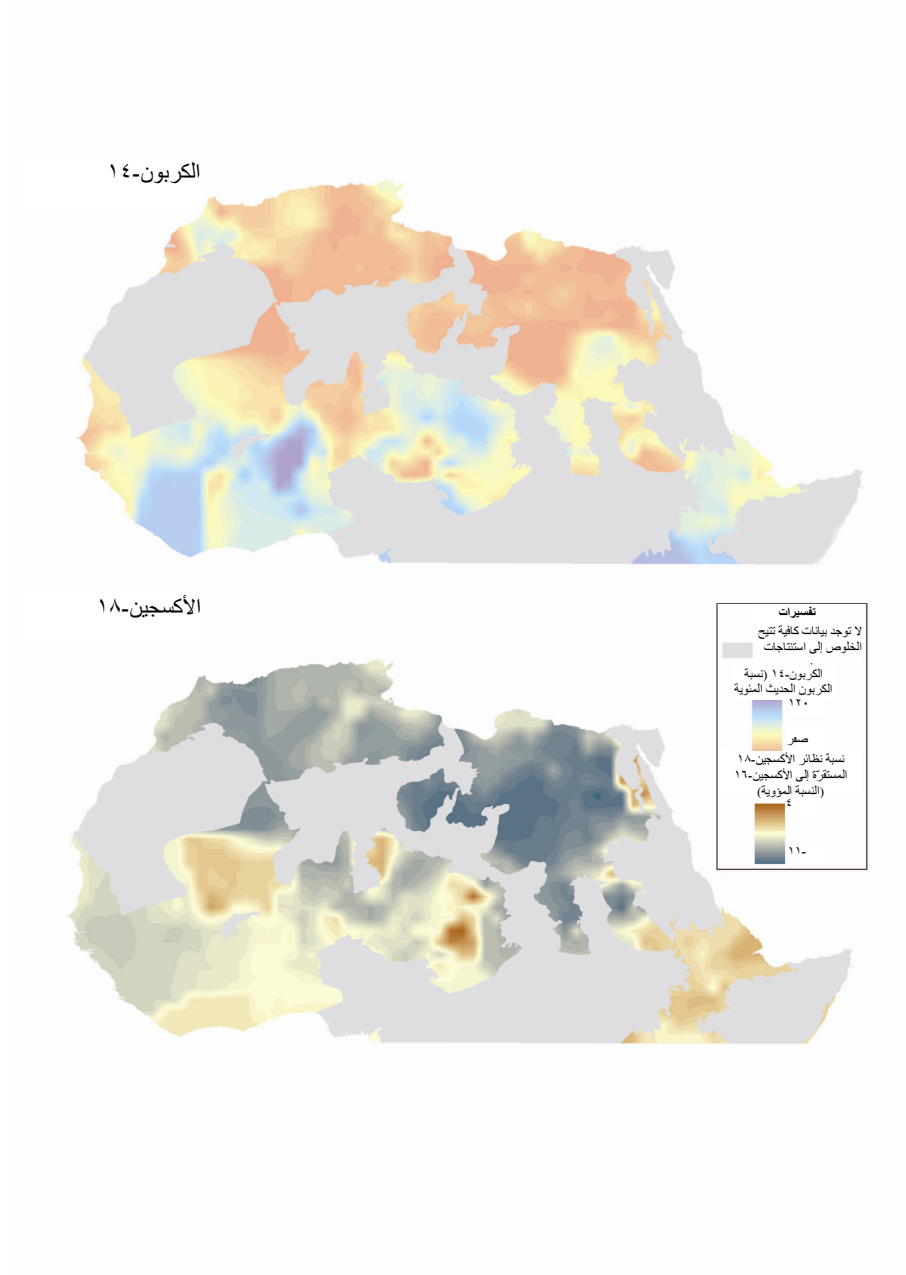 الكربون-١٤
الأكسجين-١٨
تفسيرات
لا توجد بيانات كافية تتيح
الخلوص إلى استنتاجات
الكربون-١٤ (نسبة
الكربون الحديث المئوية
١٢٠
صفر
نسبة نظائر الأكسجين-١٨
المستقرّة إلى الأكسجين-١٦
(النسبة المؤوية)
٤
-١١